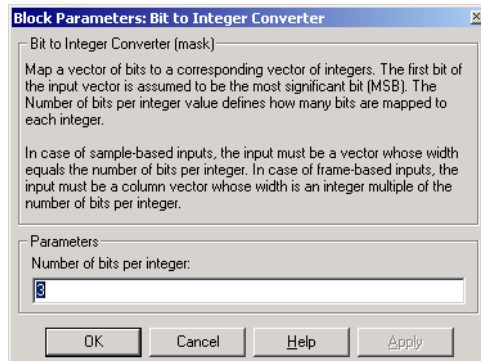 Block Parameters: Bit to Integer Converter
Bit to Integer Converter (mask)
Map a vector of bits to a corresponding vector of integers. The first bit of
the input vector is assumed to be the most significant bit (MSB). The
Number of bits per integer value defines how many bits are mapped to
each integer.
In case of sample-based inputs, the input must be a vector whose width
equals the number of bits per integer. In case of frame-based inputs, the
input must be a column vector whose width is an integer multiple of the
number of bits per integer.
Parameters
Number of bits per integer:
3
OK Cancel Help Apply